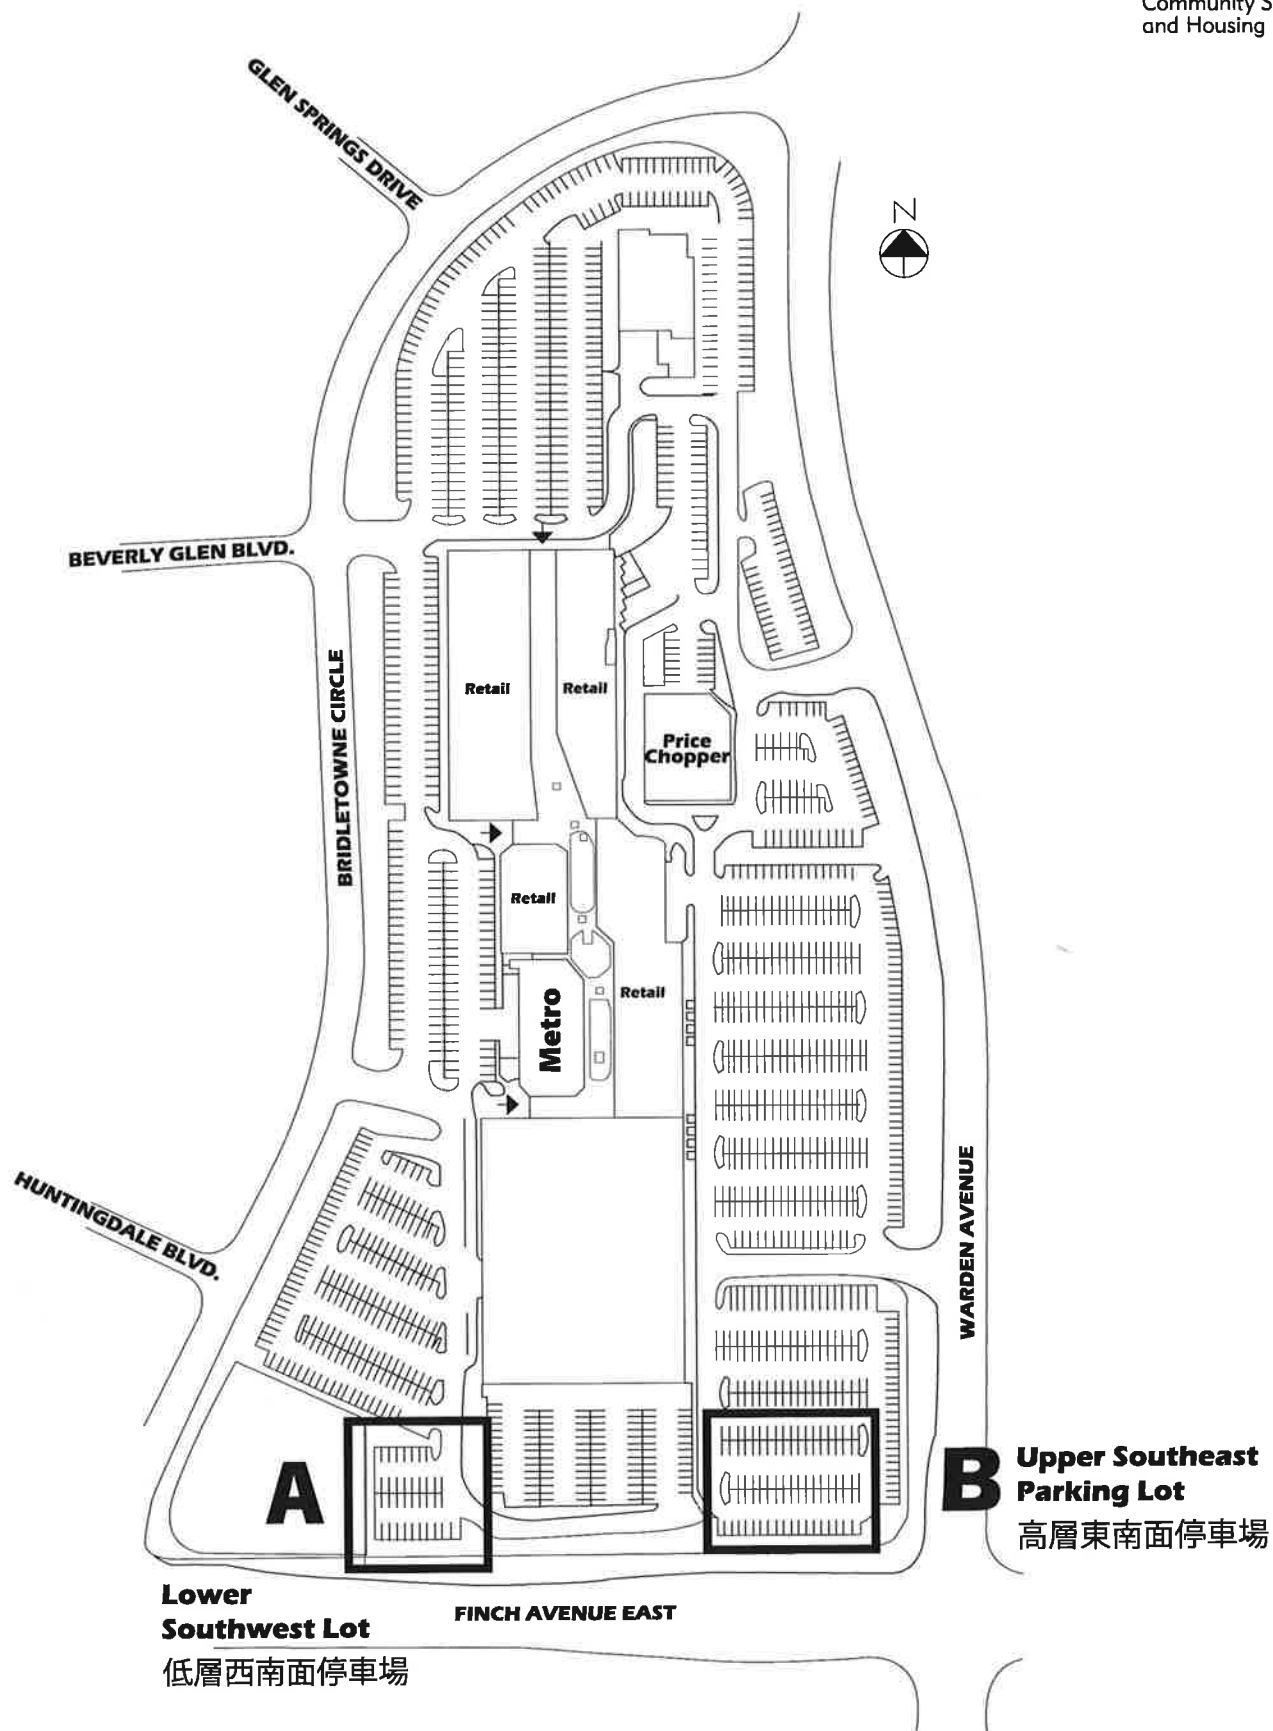 Community S
and Housing
GLEN SPRINGS DRIVE
N
BEVERLY GLEN BLVD.
BRIDLETOWNE CIRCLE
Retail
Retail
Price
Chopper
Retail
Metro
Retail
HUNTINGDALE BLVD.
WARDEN AVENUE
A
B
Upper Southeast
Parking Lot
高層東南面停車場
Lower
Southwest Lot
低層西南面停車場
FINCH AVENUE EAST